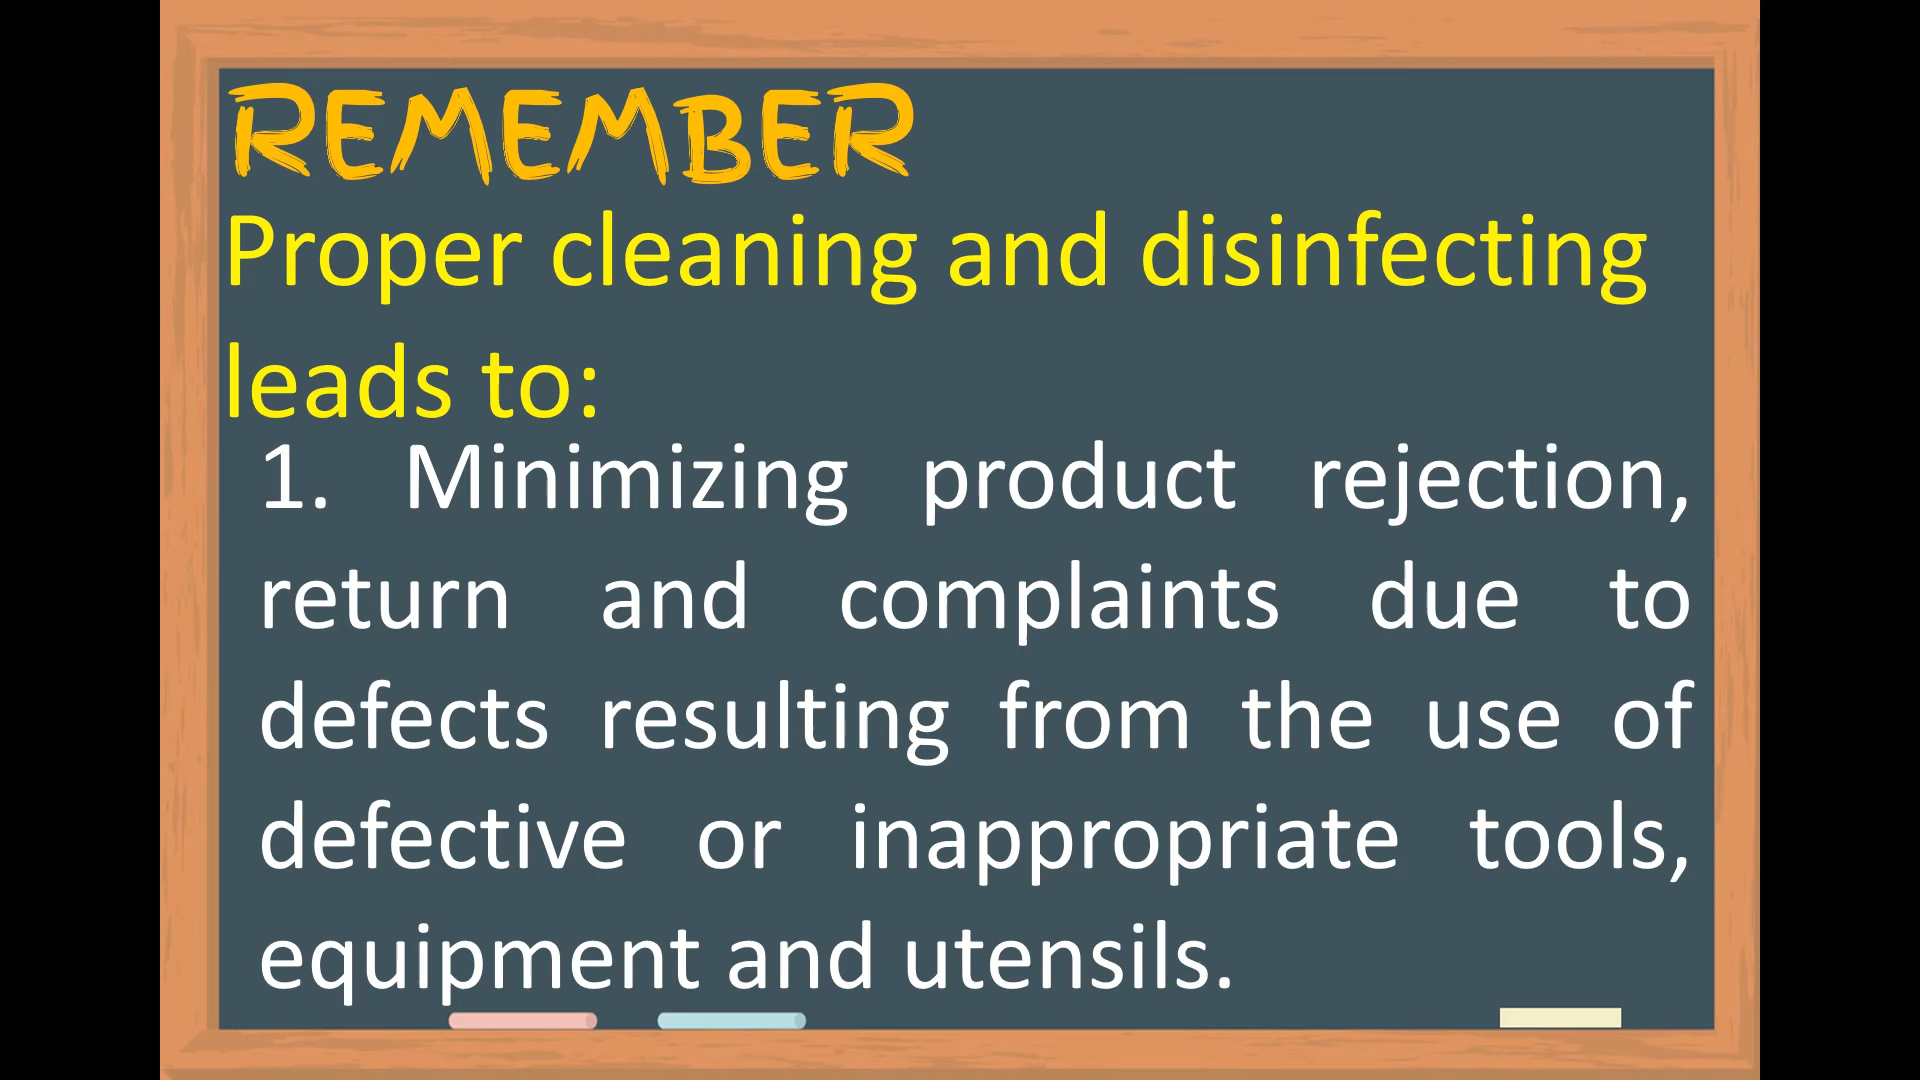 REMEMBER
Proper cleaning and disinfecting
leads to:
1. Minimizing product rejection,
return and complaints due to
defects resulting from the use of
defective or inappropriate tools,
equipment and utensils.